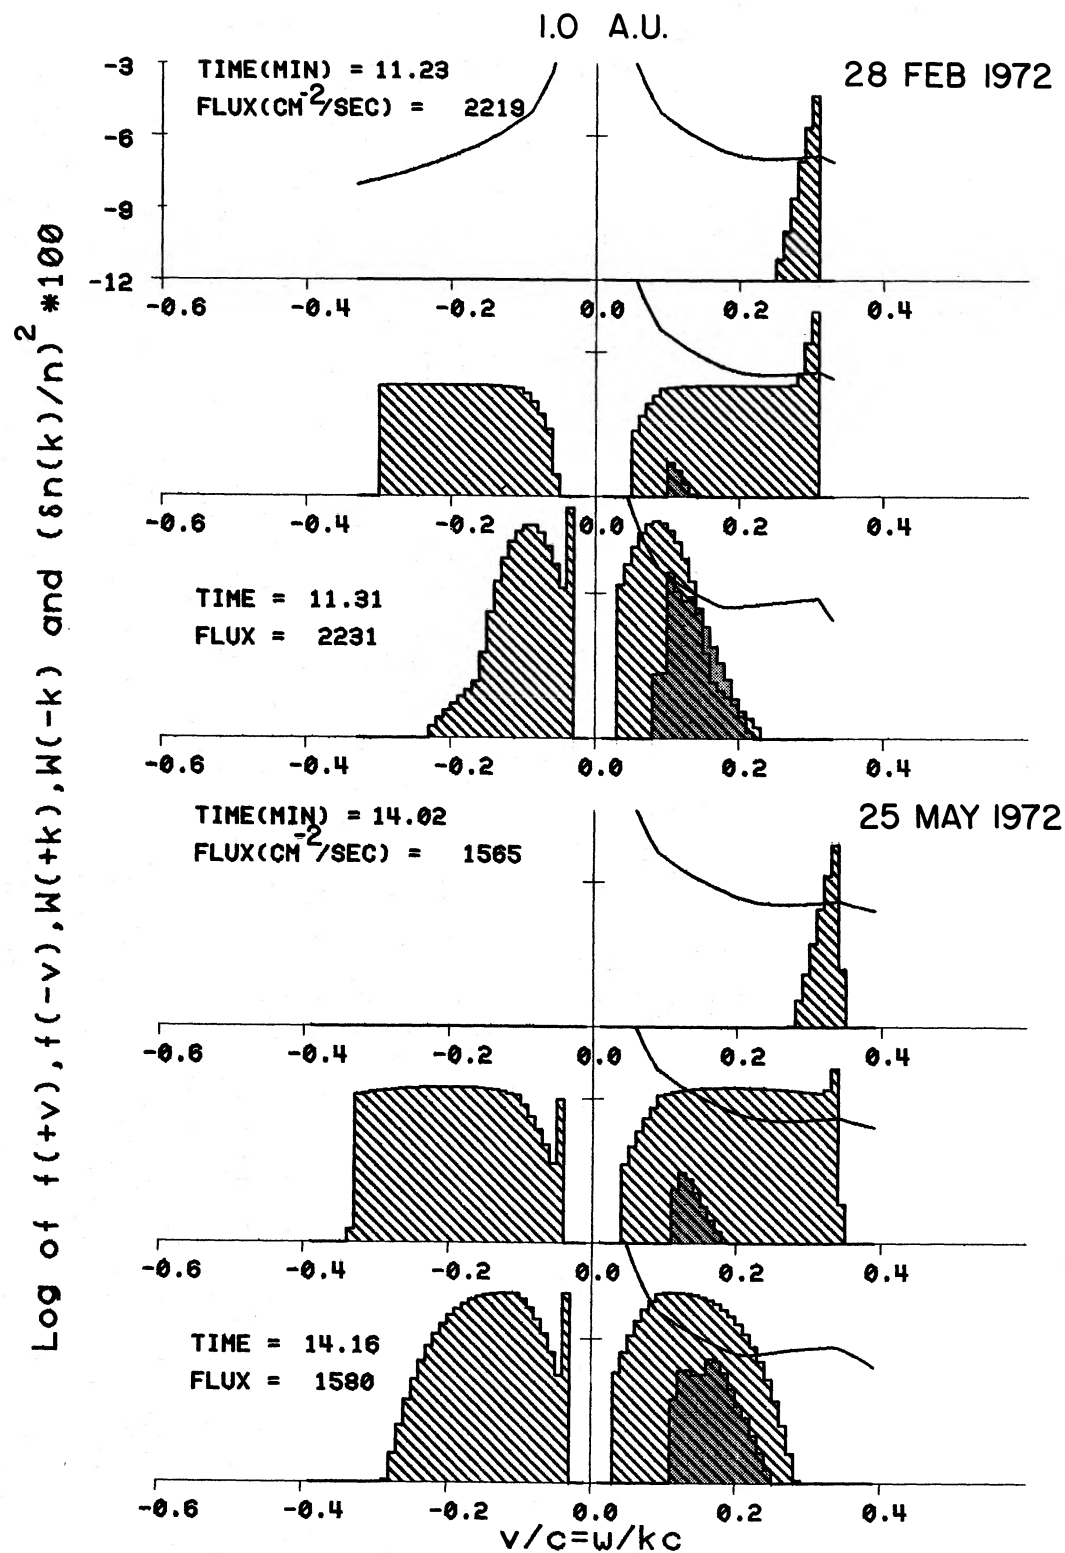 1.0 A.U.
28 FEB 1972
TIME(MIN) = 11.23
FLUX(CM-2/SEC) = 2219
-3
-6
-9
-12
-0.6 -0.4 -0.2 0.0 0.2 0.4
-0.6 -0.4 -0.2 0.0 0.2 0.4
TIME = 11.31
FLUX = 2231
-0.6 -0.4 -0.2 0.0 0.2 0.4
25 MAY 1972
TIME(MIN) = 14.02
FLUX(CM-2/SEC) = 1565
-0.6 -0.4 -0.2 0.0 0.2 0.4
-0.6 -0.4 -0.2 0.0 0.2 0.4
TIME = 14.16
FLUX = 1580
-0.6 -0.4 -0.2 0.0 0.2 0.4
v/c=w/kc
Log of f(+v),f(-v),W(+k),W(-k) and (δn(k)/n)2 *100